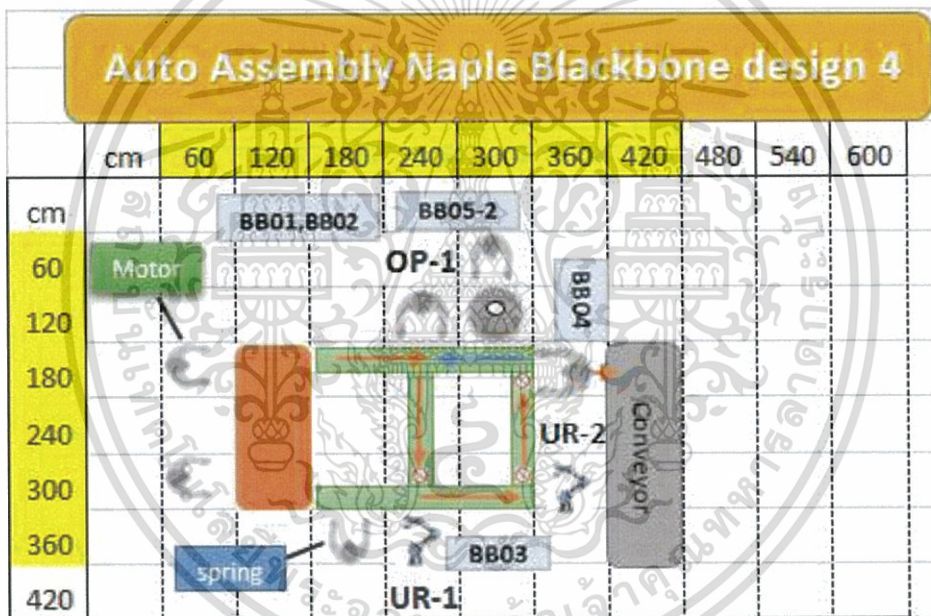 Auto Assembly Naple Blackbone design 4
cm 60 120 180 240 300 360 420 480 540 600
cm
BB01,BB02
BB05-2
60
Motor
OP-1
BB04
120
180
Conveyor
240
UR-2
300
360
BB03
spring
420
UR-1